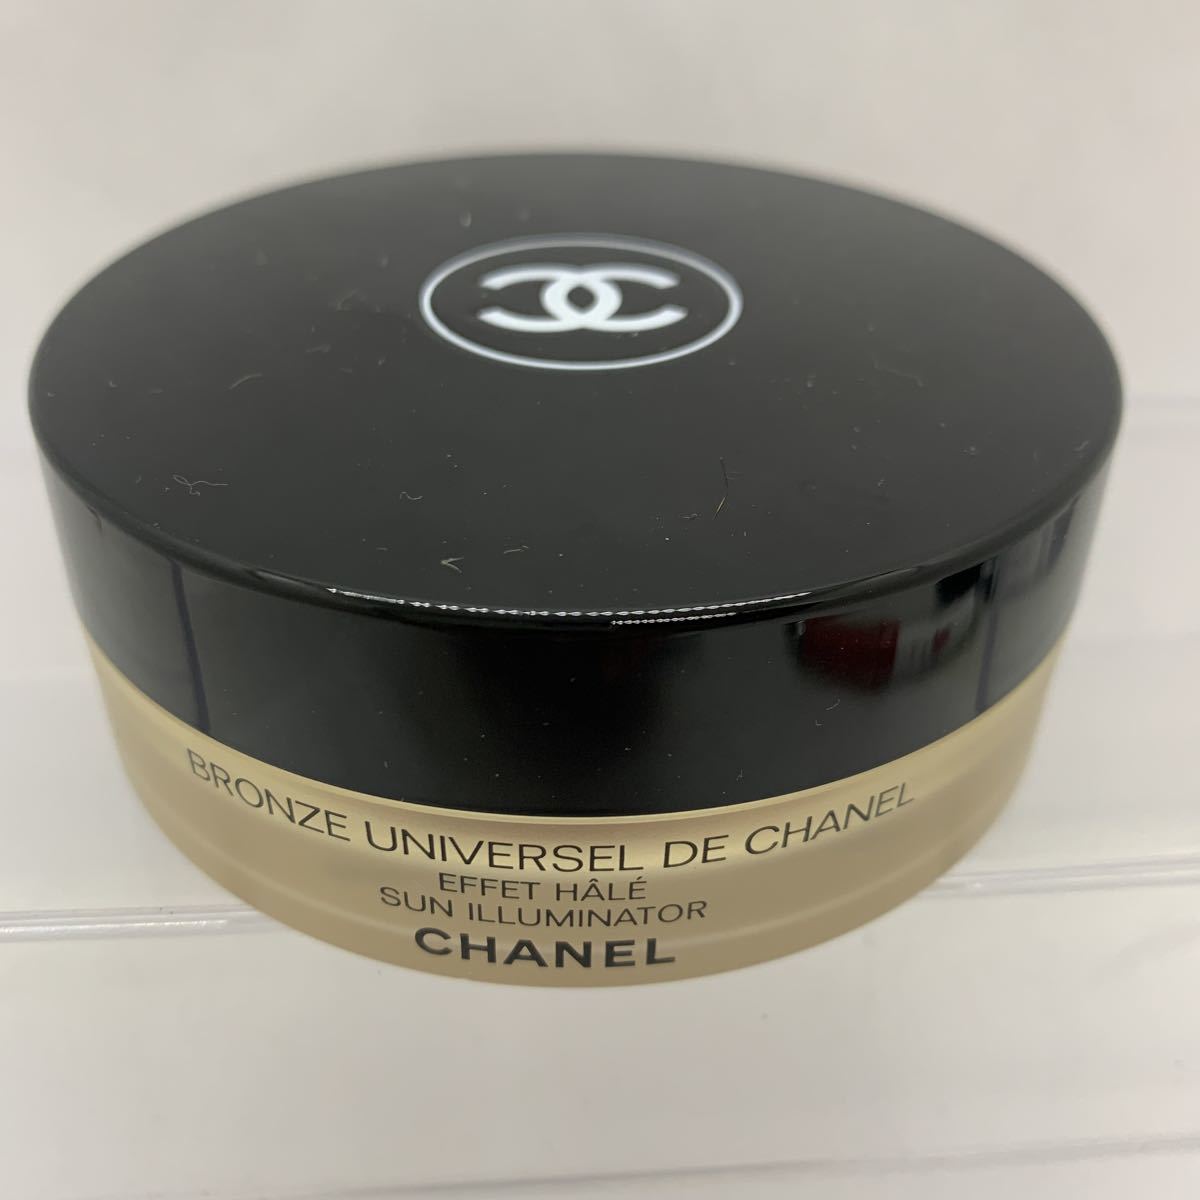 BRONZE UNIVERSEL DE CHANEL
EFFET HÂLÉ
SUN ILLUMINATOR
CHANEL